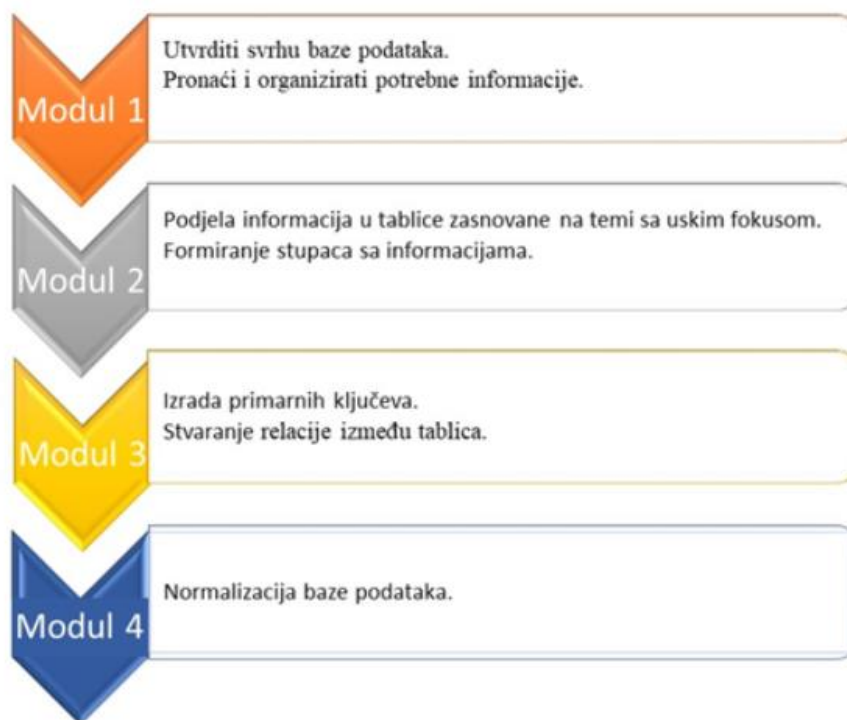 Modul 1
Utvrditi svrhu baze podataka.
Pronaći i organizirati potrebne informacije.
Modul 2
Podjela informacija u tablice zasnovane na temi sa uskim fokusom.
Formiranje stupaca sa informacijama.
Modul 3
Izrada primarnih ključeva.
Stvaranje relacije između tablica.
Modul 4
Normalizacija baze podataka.